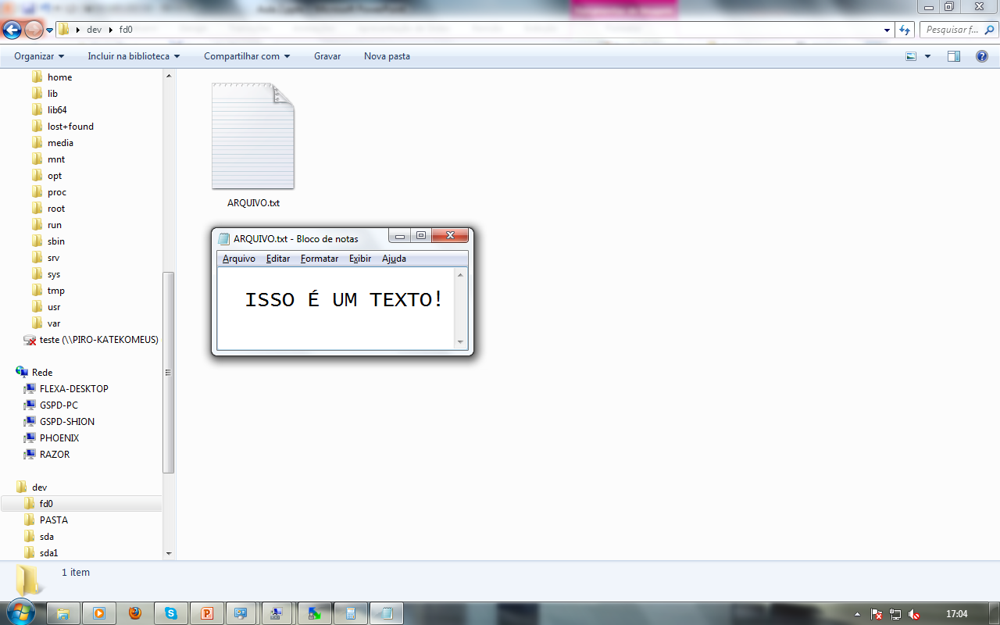 dev
fd0
Pesquisar f...
Organizar
Incluir na biblioteca
Compartilhar com
Gravar
Nova pasta
home
lib
lib64
lost+found
media
mnt
opt
proc
root
run
sbin
srv
sys
tmp
usr
var
teste (\\PIRO-KATEKOMEUS)
Rede
FLEXA-DESKTOP
GSPD-PC
GSPD-SHION
PHOENIX
RAZOR
dev
fd0
PASTA
sda
sda1
ARQUIVO.txt
ARQUIVO.txt - Bloco de notas
Arquivo Editar Formatar Exibir Ajuda
ISSO É UM TEXTO!
1 item
17:04